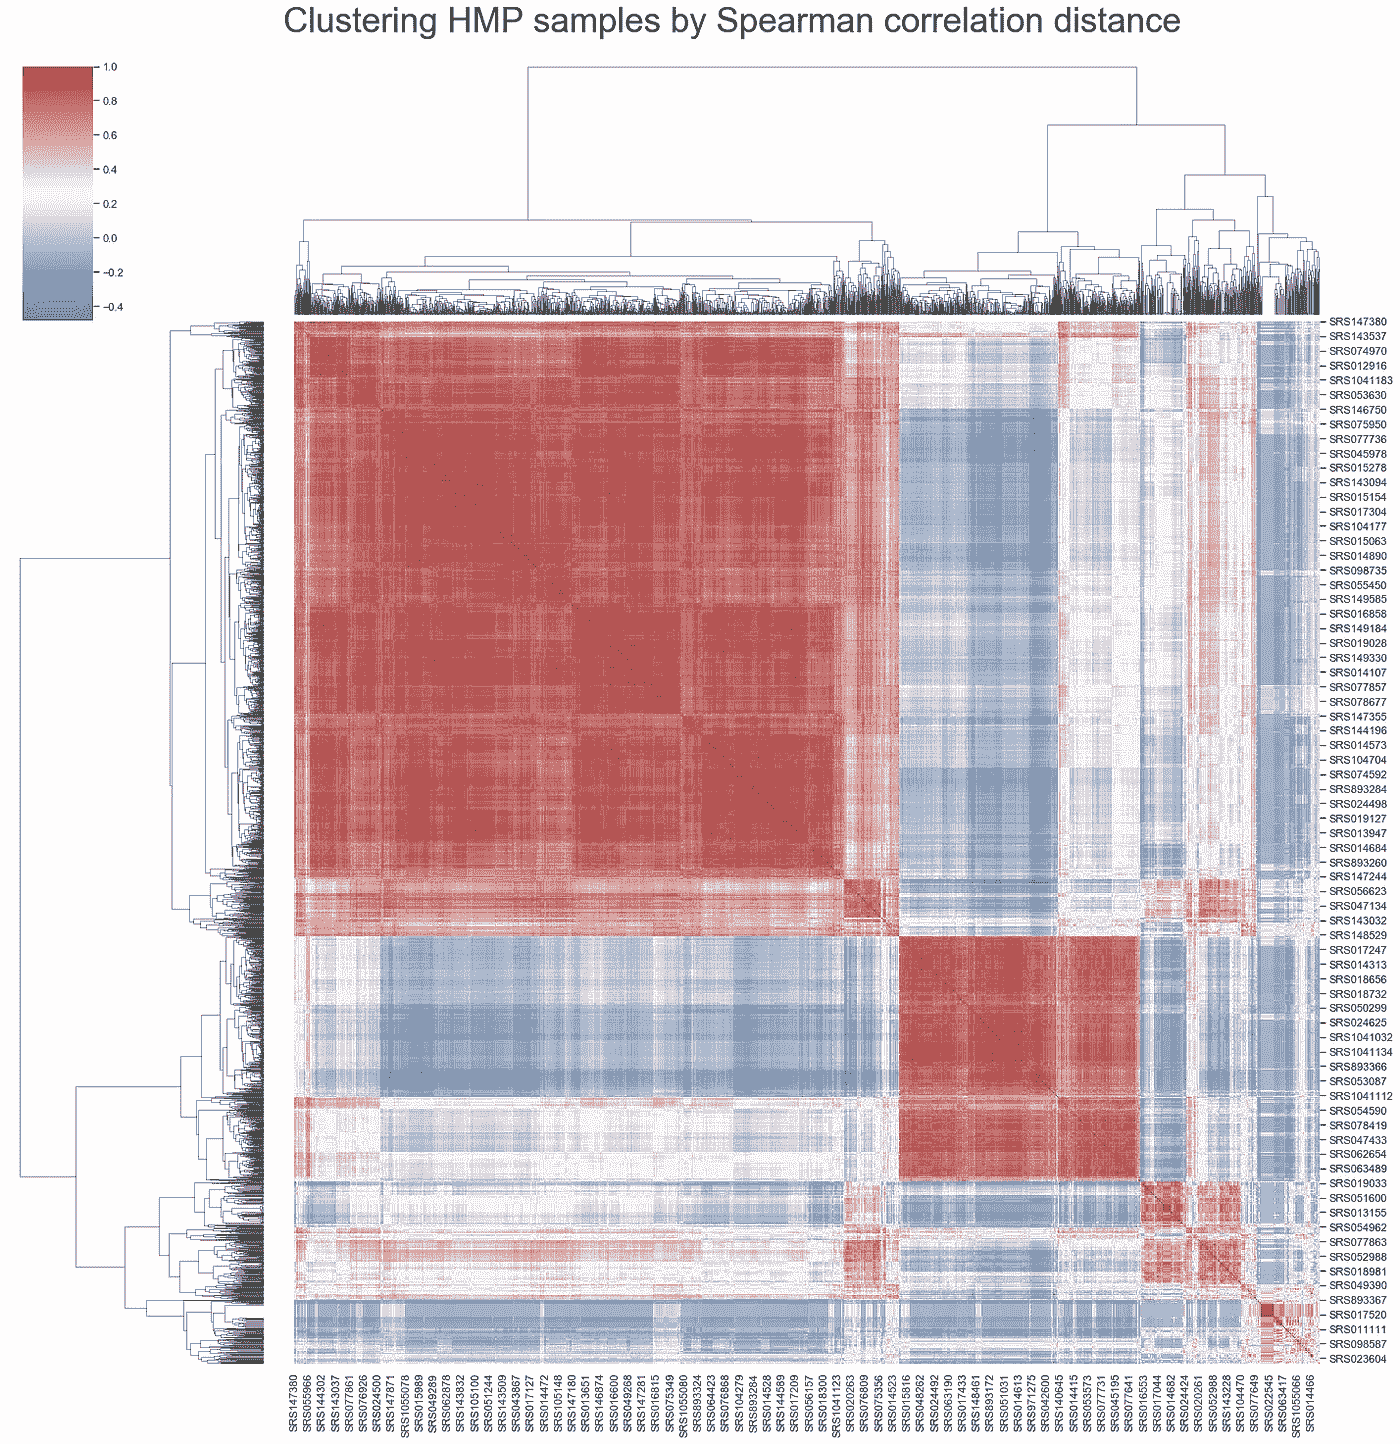 Clustering HMP samples by Spearman correlation distance
1.0
0.8
0.6
0.4
0.2
0.0
−0.2
−0.4
SRS147380
SRS143537
SRS074970
SRS012916
SRS1041183
SRS053630
SRS146750
SRS075950
SRS077736
SRS045978
SRS015278
SRS143094
SRS015154
SRS017304
SRS104177
SRS015063
SRS014890
SRS098735
SRS055450
SRS149585
SRS016858
SRS149184
SRS019028
SRS149330
SRS014107
SRS077857
SRS078677
SRS147355
SRS144196
SRS014573
SRS104704
SRS074592
SRS893284
SRS024498
SRS019127
SRS013947
SRS014684
SRS893260
SRS147244
SRS056623
SRS047134
SRS143032
SRS148529
SRS017247
SRS014313
SRS018656
SRS018732
SRS050299
SRS024625
SRS1041032
SRS1041134
SRS893366
SRS053087
SRS1041112
SRS054590
SRS078419
SRS047433
SRS062654
SRS063489
SRS019033
SRS051600
SRS013155
SRS054962
SRS077863
SRS052988
SRS018981
SRS049390
SRS893367
SRS017520
SRS011111
SRS098587
SRS023604
SRS147380
SRS055966
SRS144302
SRS143037
SRS077861
SRS076926
SRS024500
SRS147871
SRS1055078
SRS015989
SRS049289
SRS062878
SRS143832
SRS105100
SRS051244
SRS143509
SRS043867
SRS017127
SRS014472
SRS105148
SRS147180
SRS013651
SRS146874
SRS016600
SRS049268
SRS147281
SRS016815
SRS075349
SRS1055080
SRS893324
SRS064423
SRS076868
SRS104279
SRS893284
SRS014528
SRS144589
SRS017209
SRS056157
SRS018300
SRS1041123
SRS020263
SRS076809
SRS075356
SRS014523
SRS015816
SRS048262
SRS024492
SRS063190
SRS017433
SRS148461
SRS893172
SRS051031
SRS014613
SRS971275
SRS042600
SRS140645
SRS014415
SRS053573
SRS077731
SRS045195
SRS077641
SRS016553
SRS017044
SRS014682
SRS024424
SRS020261
SRS052988
SRS143228
SRS104470
SRS077649
SRS022545
SRS063417
SRS105066
SRS014466